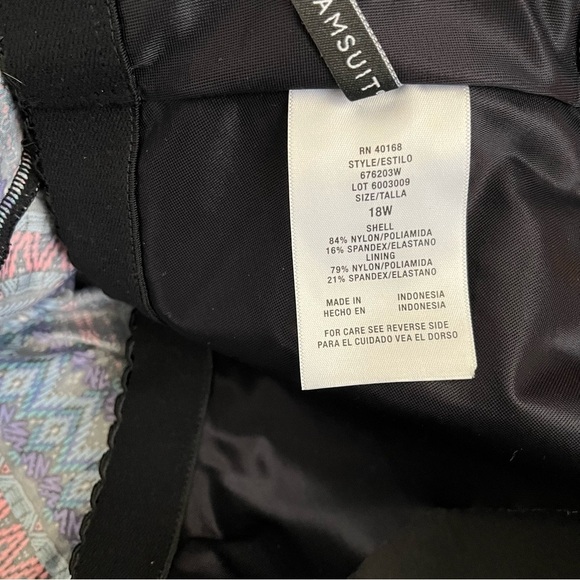 AMSUIT
RN 40168
STYLE/ESTILO
676203W
LOT 6003009
SIZE/TALLA
18W
SHELL
84% NYLON/POLIAMIDA
16% SPANDEX/ELASTANO
LINING
79% NYLON/POLIAMIDA
21% SPANDEX/ELASTANO
MADE IN INDONESIA
HECHO EN INDONESIA
FOR CARE SEE REVERSE SIDE
PARA EL CUIDADO VEA EL DORSO